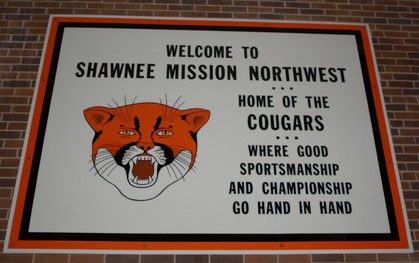 WELCOME TO
SHAWNEE MISSION NORTHWEST
HOME OF THE
COUGARS
WHERE GOOD
SPORTSMANSHIP
AND CHAMPIONSHIP
GO HAND IN HAND